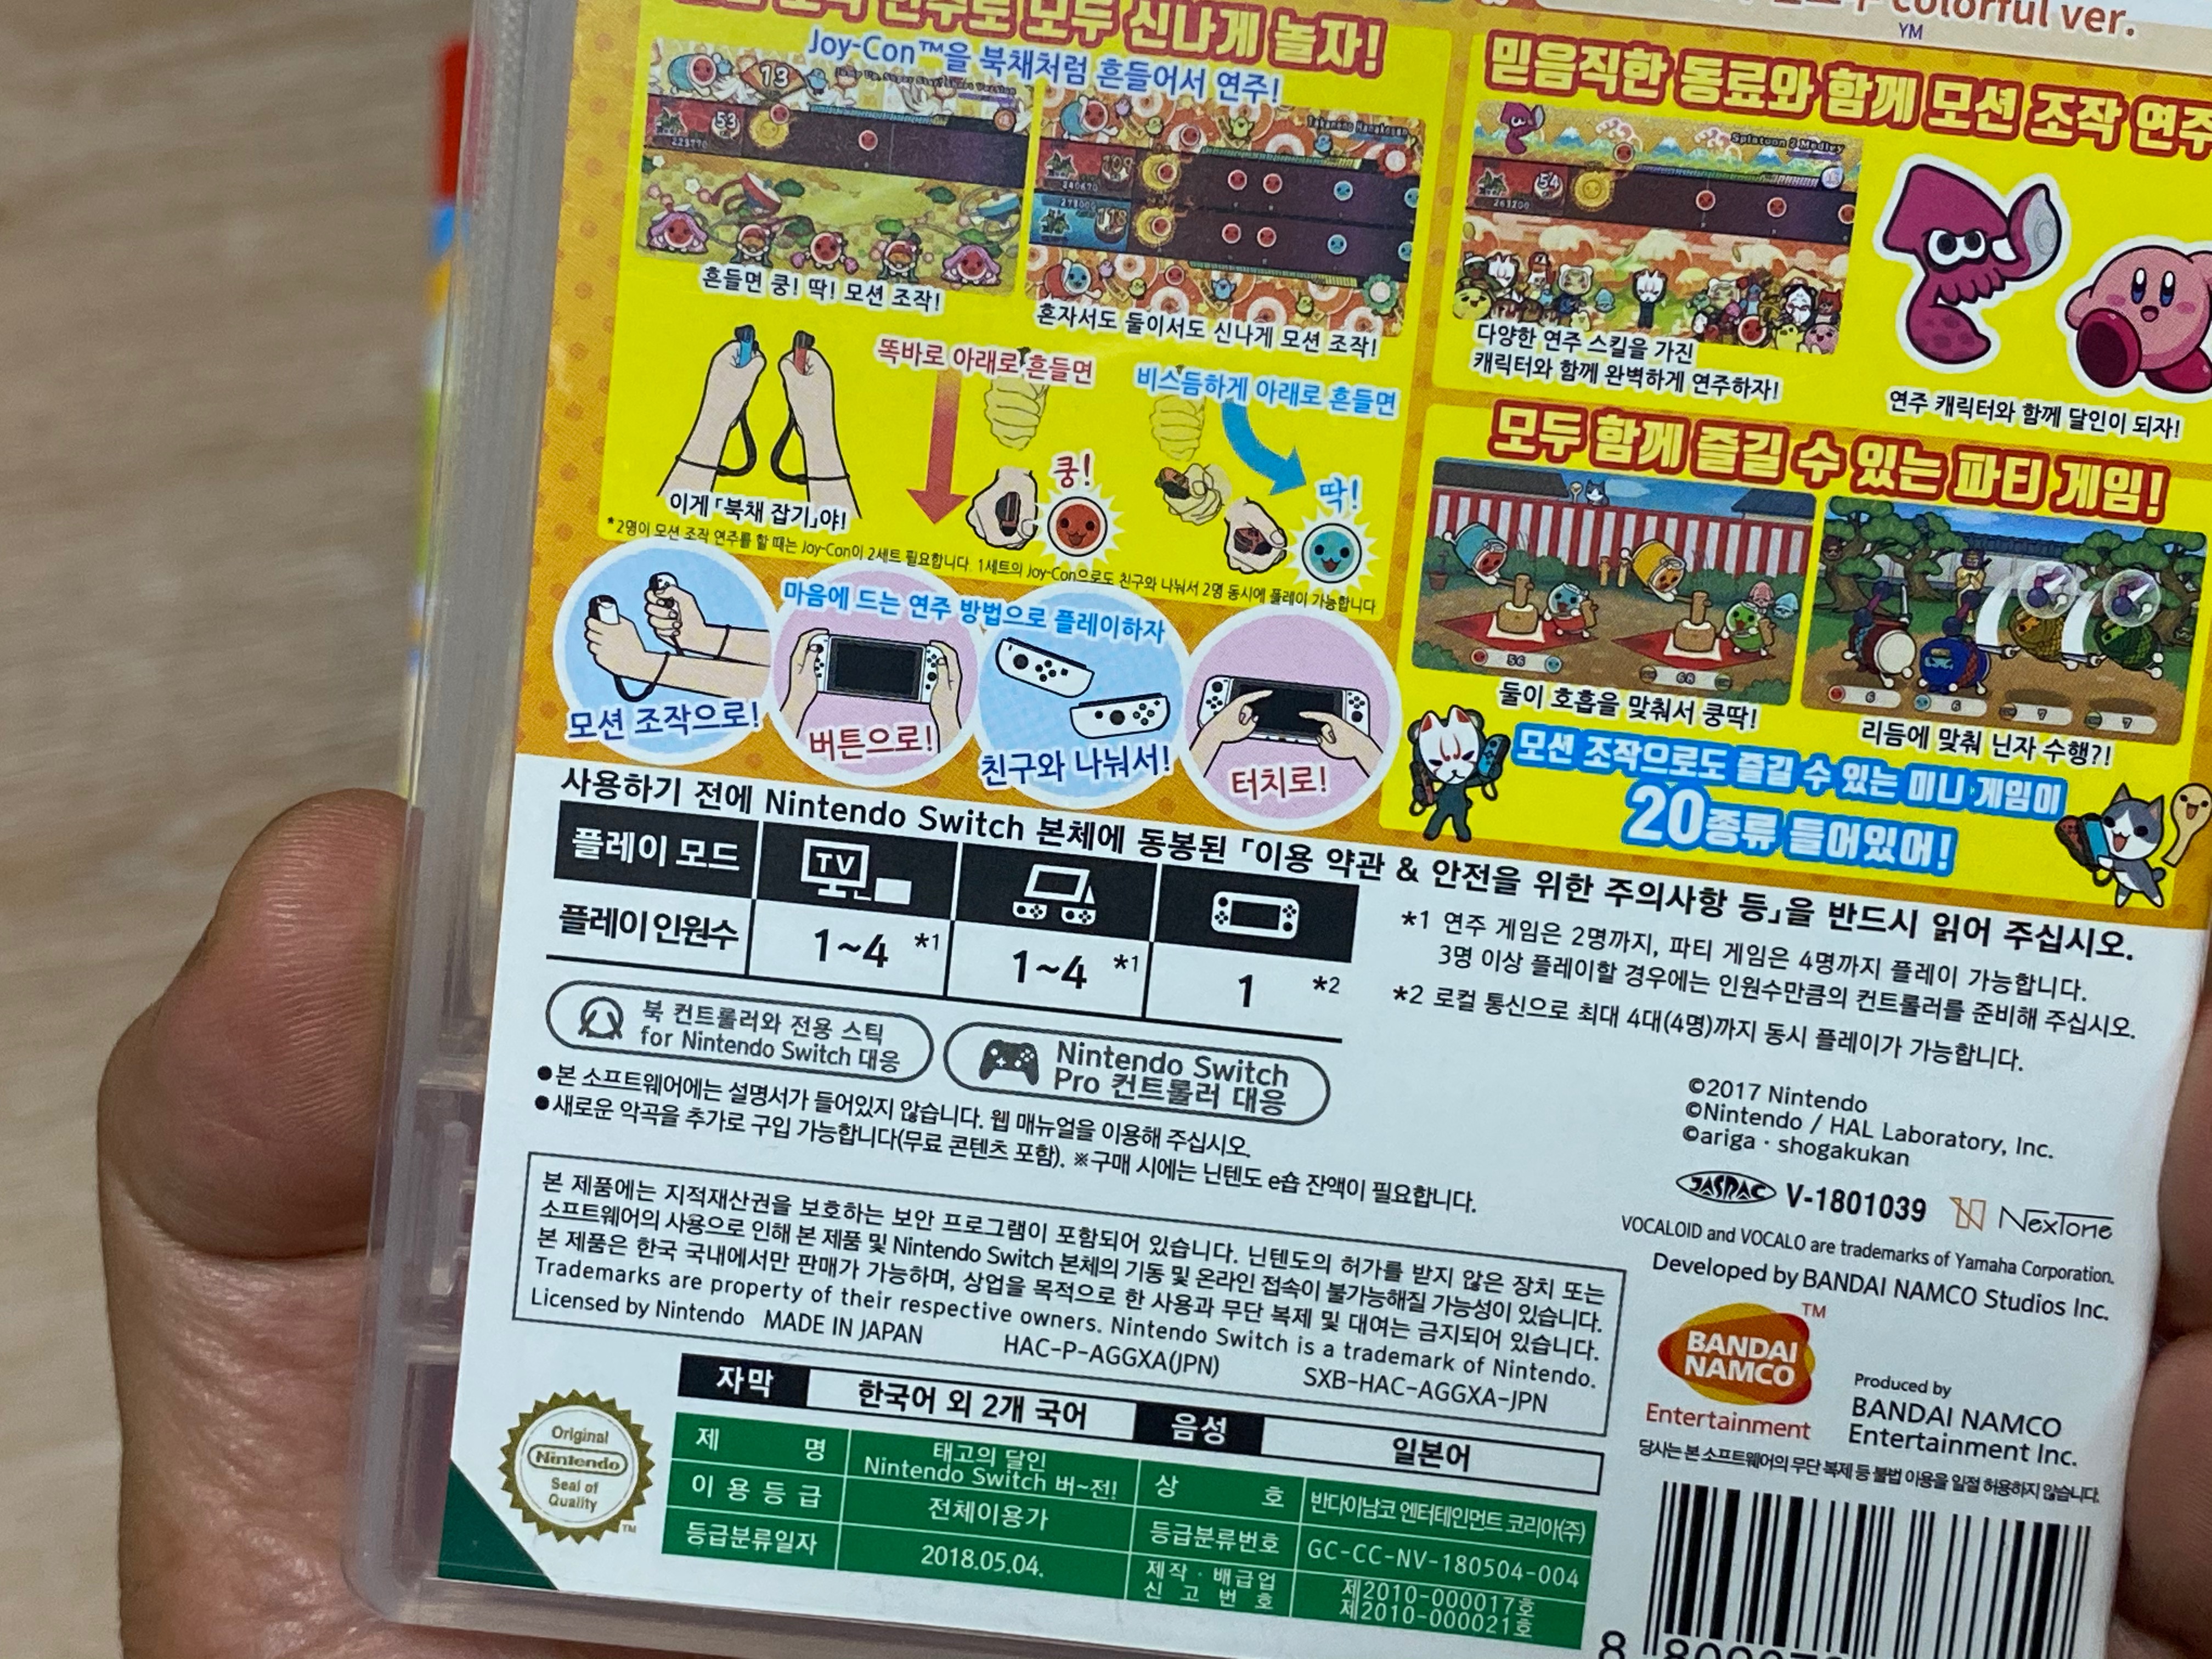 colorful ver.
YM
조작 연주로 모두 신나게 놀자!
Joy-Con™을 북채처럼 흔들어서 연주!
13
Jump Up, Super Star! Short Version
53
흔들면 쿵! 딱! 모션 조작!
혼자서도 둘이서도 신나게 모션 조작!
똑바로 아래로 흔들면
비스듬하게 아래로 흔들면
쿵!
딱!
이게「북채 잡기」야!
*2명이 모션 조작 연주를 할 때는 Joy-Con이 2세트 필요합니다. 1세트의 Joy-Con으로도 친구와 나눠서 2명 동시에 플레이 가능합니다
마음에 드는 연주 방법으로 플레이하자
모션 조작으로!
버튼으로!
친구와 나눠서!
터치로!
믿음직한 동료와 함께 모션 조작 연주
Splatoon 2 Medley
54
다양한 연주 스킬을 가진
캐릭터와 함께 완벽하게 연주하자!
연주 캐릭터와 함께 달인이 되자!
모두 함께 즐길 수 있는 파티 게임!
56
68
6
6
7
7
둘이 호흡을 맞춰서 쿵딱!
리듬에 맞춰 닌자 수행?!
모션 조작으로도 즐길 수 있는 미니 게임이
20종류 들어있어!
사용하기 전에 Nintendo Switch 본체에 동봉된 「이용 약관 & 안전을 위한 주의사항 등」을 반드시 읽어 주십시오.
플레이 모드
TV
플레이 인원수
1~4 *1
1~4 *1
1 *2
*1 연주 게임은 2명까지, 파티 게임은 4명까지 플레이 가능합니다.
3명 이상 플레이할 경우에는 인원수만큼의 컨트롤러를 준비해 주십시오.
*2 로컬 통신으로 최대 4대(4명)까지 동시 플레이가 가능합니다.
북 컨트롤러와 전용 스틱
for Nintendo Switch 대응
Nintendo Switch
Pro 컨트롤러 대응
●본 소프트웨어에는 설명서가 들어있지 않습니다. 웹 매뉴얼을 이용해 주십시오.
●새로운 악곡을 추가로 구입 가능합니다(무료 콘텐츠 포함). ※구매 시에는 닌텐도 e숍 잔액이 필요합니다.
©2017 Nintendo
©Nintendo / HAL Laboratory, Inc.
©ariga · shogakukan
JASRAC V-1801039 NexTone
VOCALOID and VOCALO are trademarks of Yamaha Corporation.
Developed by BANDAI NAMCO Studios Inc.
본 제품에는 지적재산권을 보호하는 보안 프로그램이 포함되어 있습니다. 닌텐도의 허가를 받지 않은 장치 또는
소프트웨어의 사용으로 인해 본 제품 및 Nintendo Switch 본체의 기동 및 온라인 접속이 불가능해질 가능성이 있습니다.
본 제품은 한국 국내에서만 판매가 가능하며, 상업을 목적으로 한 사용과 무단 복제 및 대여는 금지되어 있습니다.
Trademarks are property of their respective owners. Nintendo Switch is a trademark of Nintendo.
Licensed by Nintendo MADE IN JAPAN HAC-P-AGGXA(JPN) SXB-HAC-AGGXA-JPN
BANDAI
NAMCO
TM
Entertainment
Produced by
BANDAI NAMCO
Entertainment Inc.
당사는 본 소프트웨어의 무단 복제 등 불법 이용을 일절 허용하지 않습니다.
자막 한국어 외 2개 국어 음성 일본어
Original
Nintendo
Seal of
Quality
TM
제 명 태고의 달인
Nintendo Switch 버~전!
상 호 반다이남코 엔터테인먼트 코리아(주)
이용등급 전체이용가
등급분류번호 GC-CC-NV-180504-004
등급분류일자 2018.05.04.
제작·배급업
신고번호
제2010-000017호
제2010-000021호
8